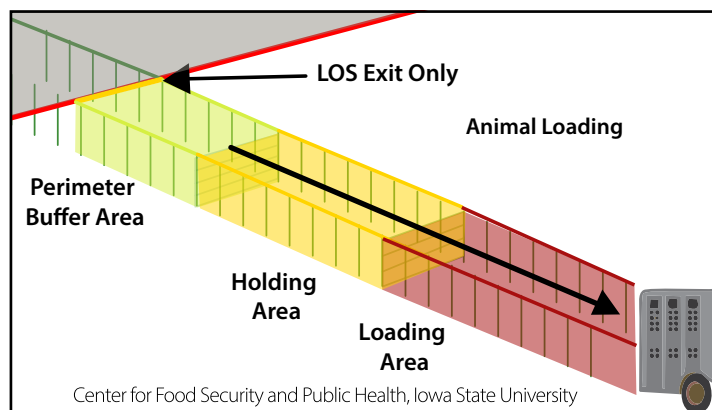 LOS Exit Only
Animal Loading
Perimeter
Buffer Area
Holding
Area
Loading
Area
Center for Food Security and Public Health, Iowa State University